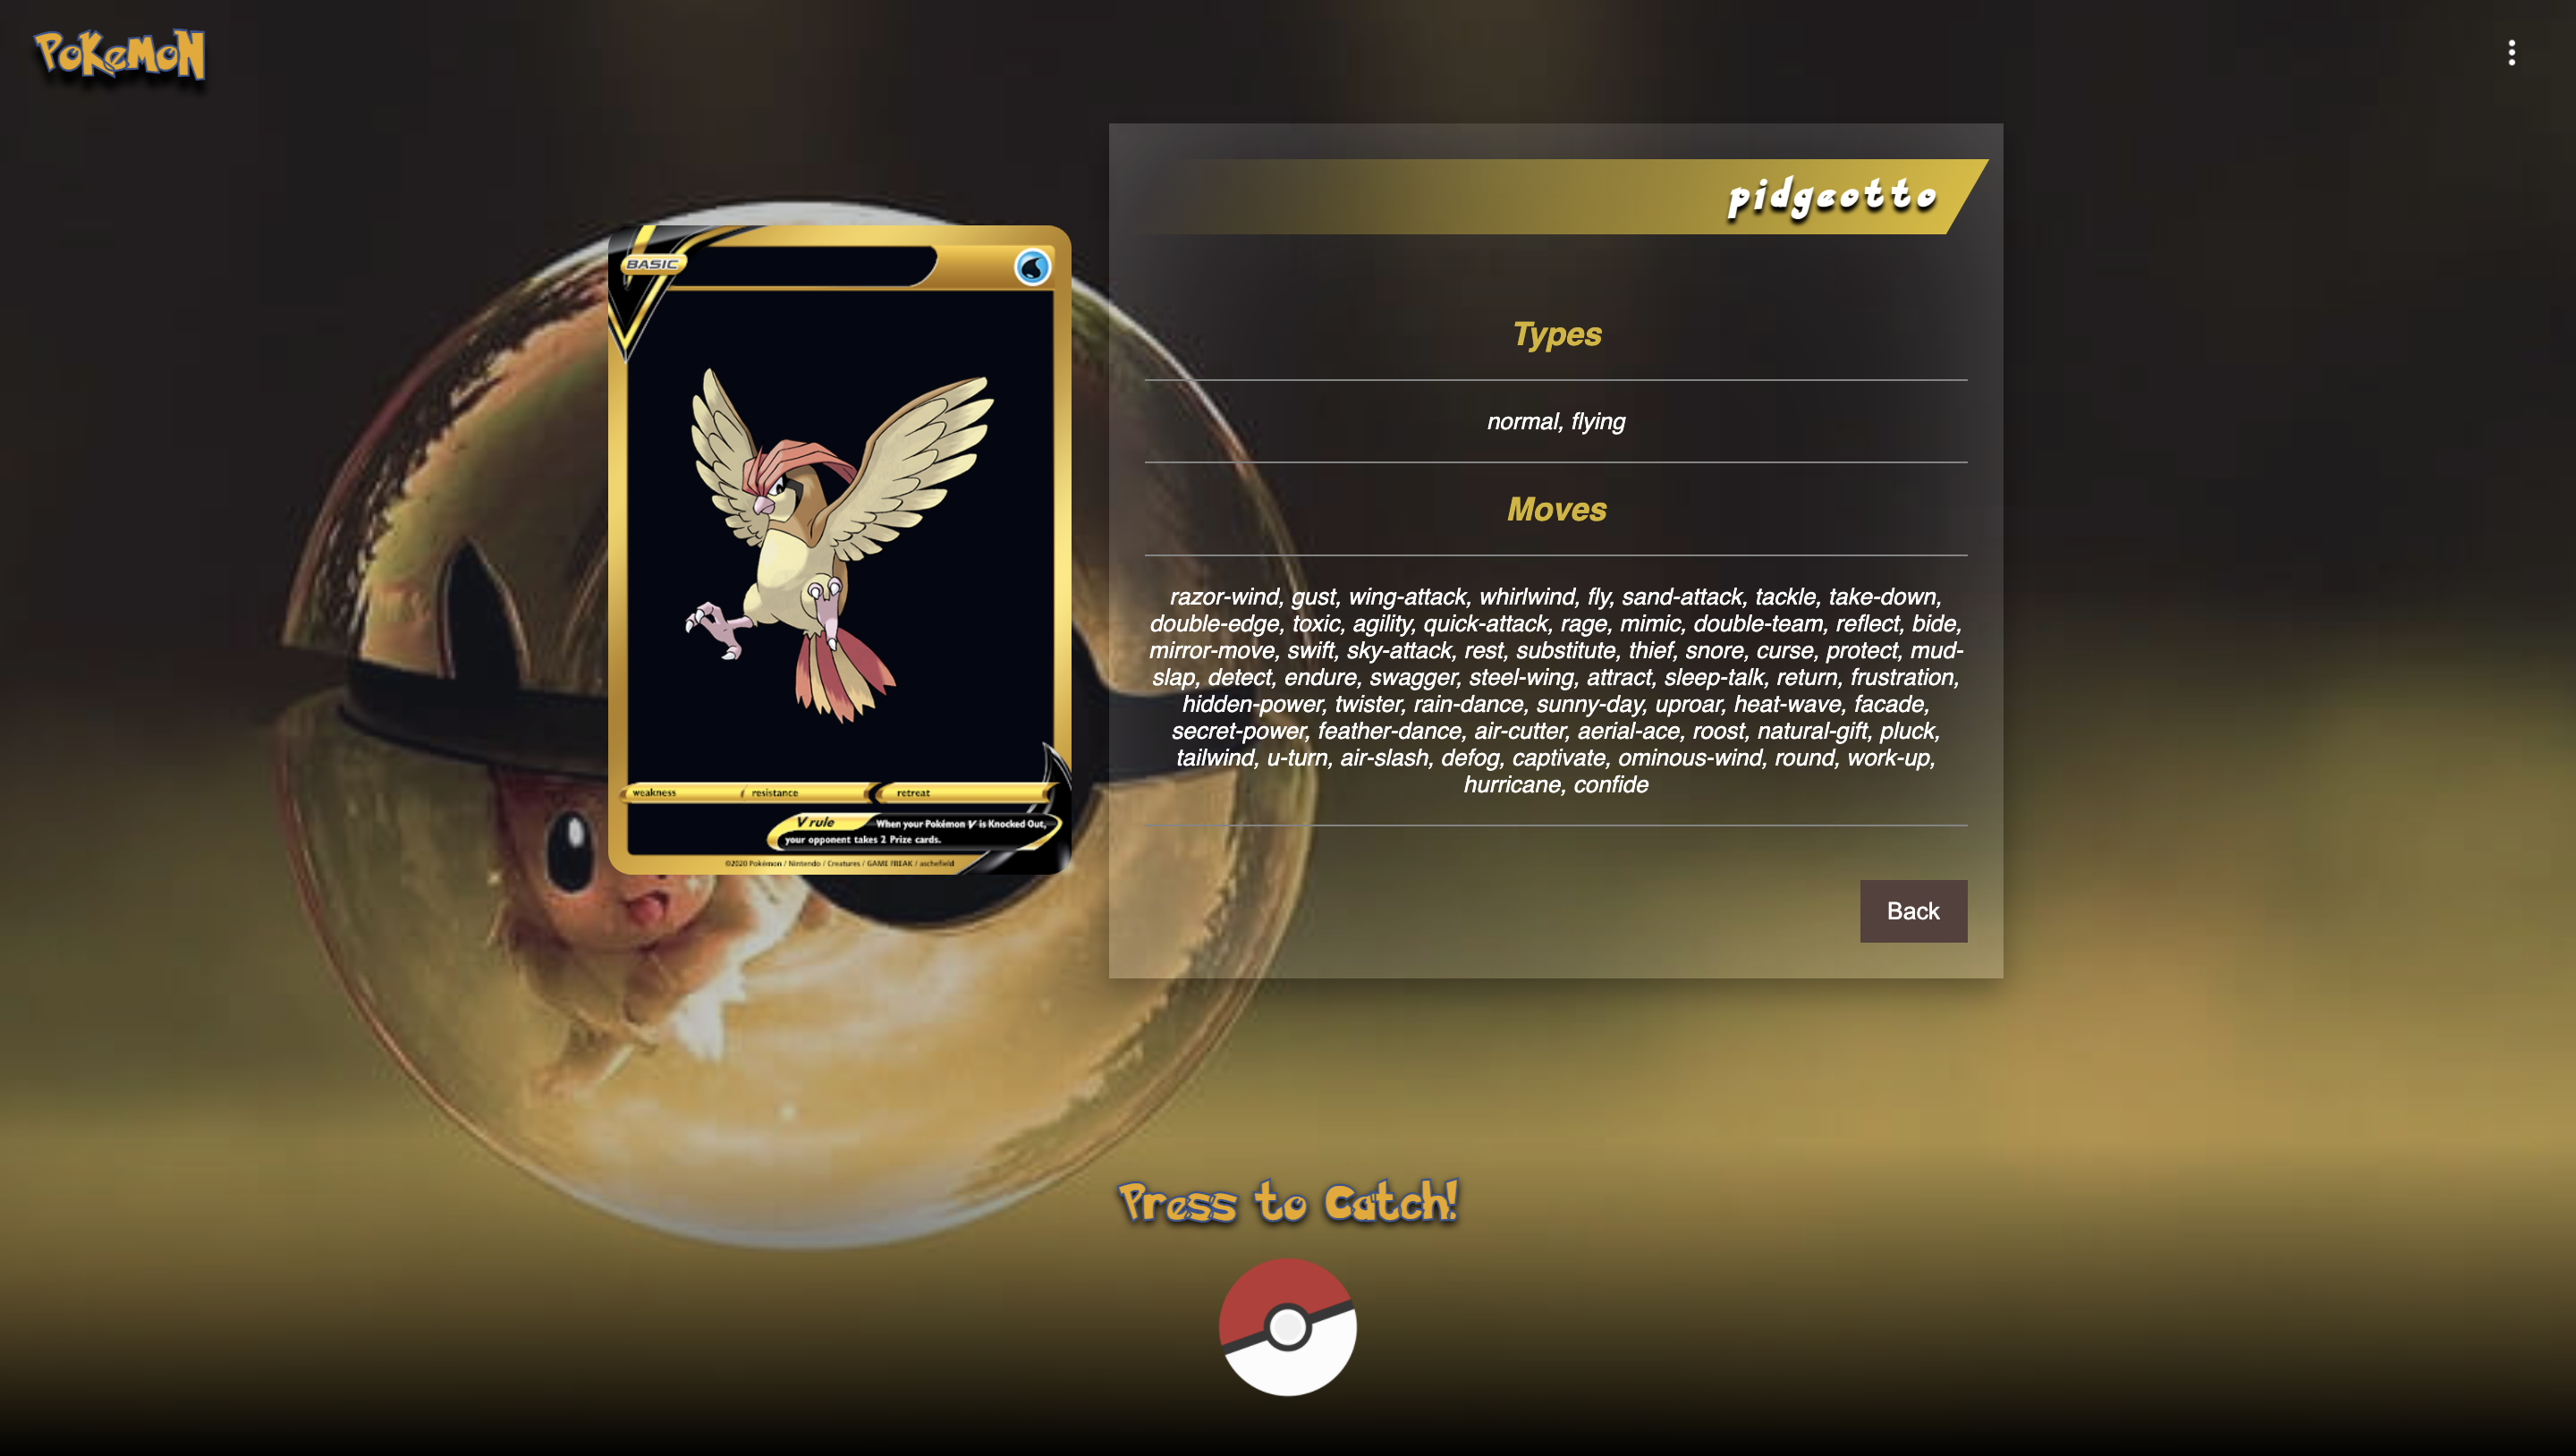 POKeMON
pidgeotto
BASIC
Types
normal, flying
Moves
razor-wind, gust, wing-attack, whirlwind, fly, sand-attack, tackle, take-down,
double-edge, toxic, agility, quick-attack, rage, mimic, double-team, reflect, bide,
mirror-move, swift, sky-attack, rest, substitute, thief, snore, curse, protect, mud-
slap, detect, endure, swagger, steel-wing, attract, sleep-talk, return, frustration,
hidden-power, twister, rain-dance, sunny-day, uproar, heat-wave, facade,
secret-power, feather-dance, air-cutter, aerial-ace, roost, natural-gift, pluck,
tailwind, u-turn, air-slash, defog, captivate, ominous-wind, round, work-up,
hurricane, confide
weakness resistance retreat
V rule When your Pokémon V is Knocked Out,
your opponent takes 2 Prize cards.
©2020 Pokémon / Nintendo / Creatures / GAME FREAK / aschefield
Back
Press to Catch!